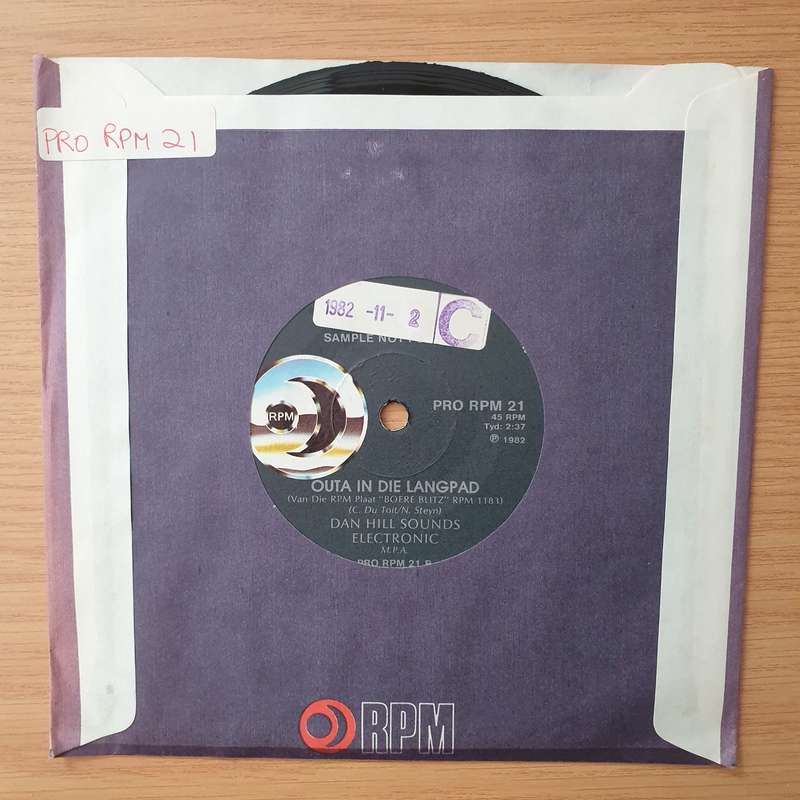 PRO RPM 21
1982 -11- 2 C
SAMPLE NOT
RPM
PRO RPM 21
45 RPM
Tyd: 2:37
℗ 1982
OUTA IN DIE LANGPAD
(Van Die RPM Plaat "BOERE BLITZ" RPM 1183)
(C. Du Toit/N. Steyn)
DAN HILL SOUNDS
ELECTRONIC
M.P.A.
PRO RPM 21 B
RPM